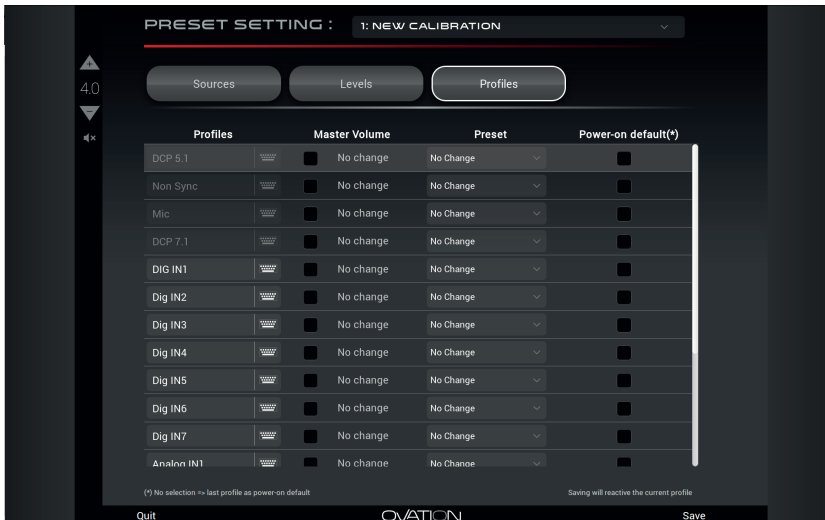 PRESET SETTING :
1: NEW CALIBRATION
+
4.0
−
Sources
Levels
Profiles
Profiles Master Volume Preset Power-on default(*)
DCP 5.1 No change No Change
Non Sync No change No Change
Mic No change No Change
DCP 7.1 No change No Change
DIG IN1 No change No Change
Dig IN2 No change No Change
Dig IN3 No change No Change
Dig IN4 No change No Change
Dig IN5 No change No Change
Dig IN6 No change No Change
Dig IN7 No change No Change
Analog IN1 No change No Change
(*) No selection => last profile as power-on default Saving will reactive the current profile
Quit OVATION Save